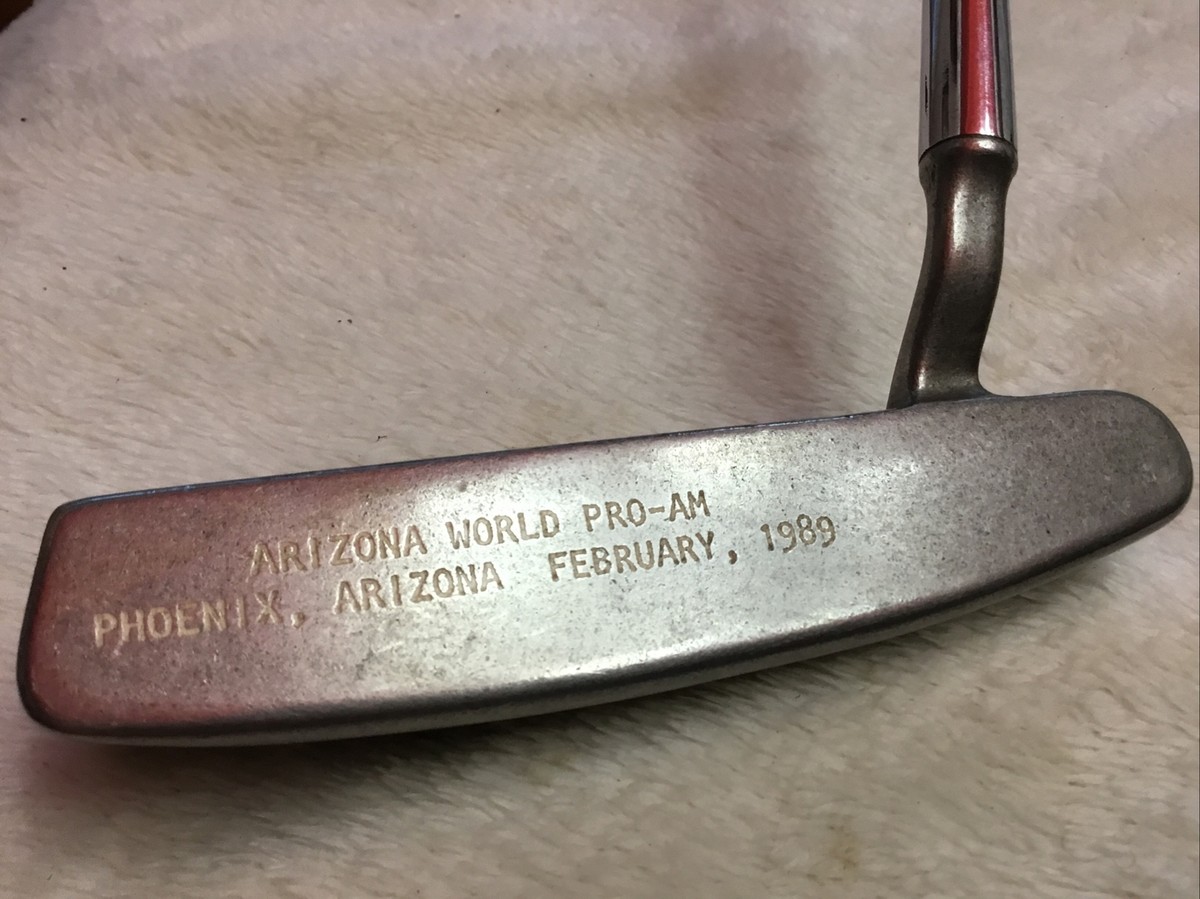 ARIZONA WORLD PRO-AM
PHOENIX, ARIZONA FEBRUARY, 1989